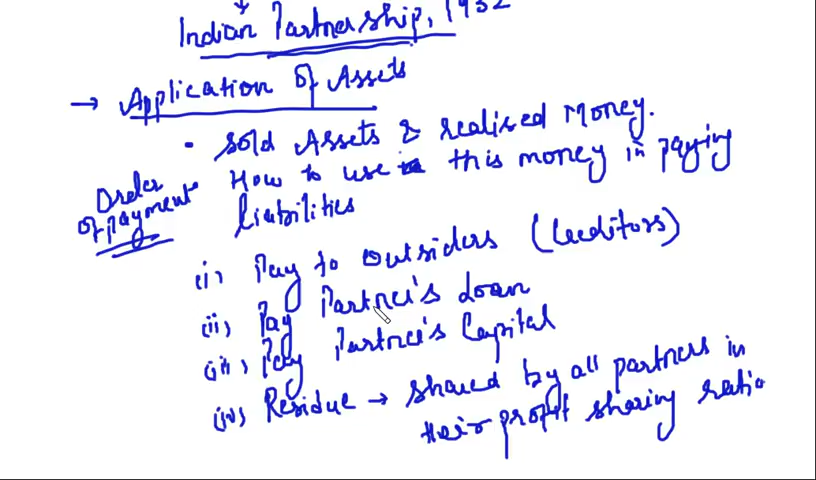 Indian Partnership, 1932
→ Application of Assets
• Sold Assets & realised Money.
Order of payment
• How to use this money in paying
liabilities
(i) Pay to outsiders (Creditors)
(ii) Pay Partner's Loan
(iii) Pay Partner's Capital
(iv) Residue → shared by all partners in
their profit sharing ratio